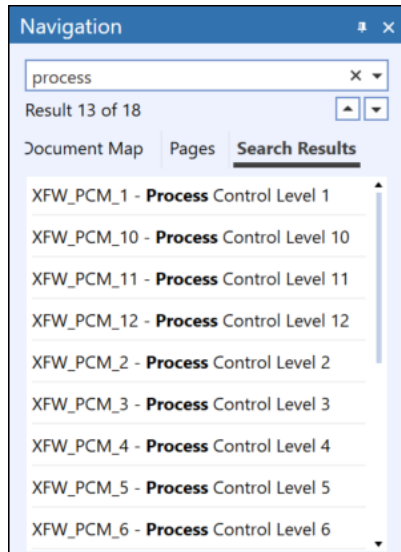 Navigation
process
Result 13 of 18
Document Map Pages Search Results
XFW_PCM_1 - Process Control Level 1
XFW_PCM_10 - Process Control Level 10
XFW_PCM_11 - Process Control Level 11
XFW_PCM_12 - Process Control Level 12
XFW_PCM_2 - Process Control Level 2
XFW_PCM_3 - Process Control Level 3
XFW_PCM_4 - Process Control Level 4
XFW_PCM_5 - Process Control Level 5
XFW_PCM_6 - Process Control Level 6